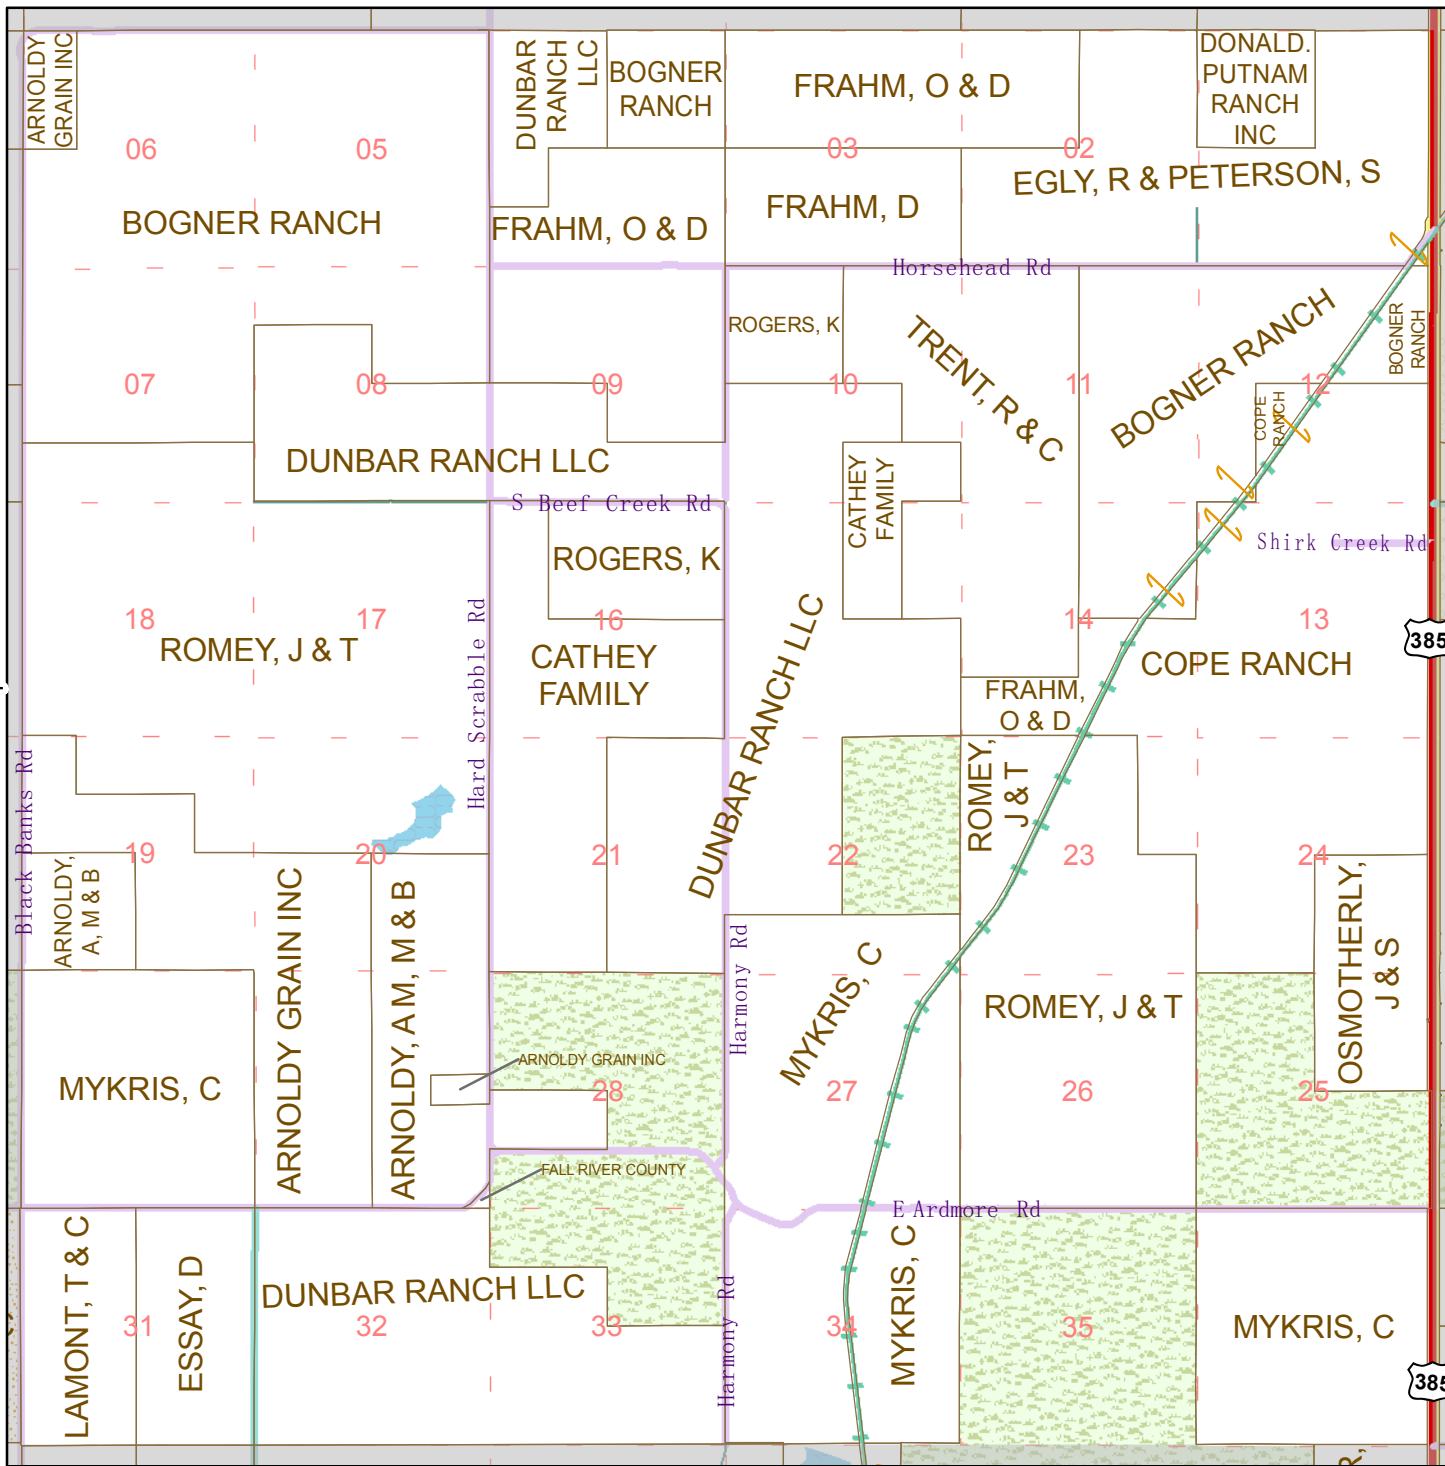 ARNOLDY
GRAIN INC
DUNBAR
RANCH
LLC
BOGNER
RANCH
FRAHM, O & D
DONALD.
PUTNAM
RANCH
INC
06
05
03
02
EGLY, R & PETERSON, S
BOGNER RANCH
FRAHM, O & D
FRAHM, D
Horsehead Rd
ROGERS, K
TRENT, R & C
BOGNER RANCH
BOGNER
RANCH
07
08
09
10
11
12
COPE
RANCH
DUNBAR RANCH LLC
CATHEY
FAMILY
S Beef Creek Rd
Shirk Creek Rd
ROGERS, K
18
17
16
14
13
ROMEY, J & T
Hard Scrabble Rd
CATHEY
FAMILY
DUNBAR RANCH LLC
385
COPE RANCH
FRAHM,
O & D
Black Banks Rd
ROMEY,
J & T
19
20
21
22
23
24
ARNOLDY,
A, M & B
ARNOLDY GRAIN INC
ARNOLDY, AM, M & B
OSMOTHERLY,
J & S
Harmony Rd
MYKRIS, C
ROMEY, J & T
MYKRIS, C
ARNOLDY GRAIN INC
28
27
26
25
FALL RIVER COUNTY
E Ardmore Rd
LAMONT, T & C
ESSAY, D
DUNBAR RANCH LLC
Harmony Rd
MYKRIS, C
31
32
33
34
35
MYKRIS, C
385